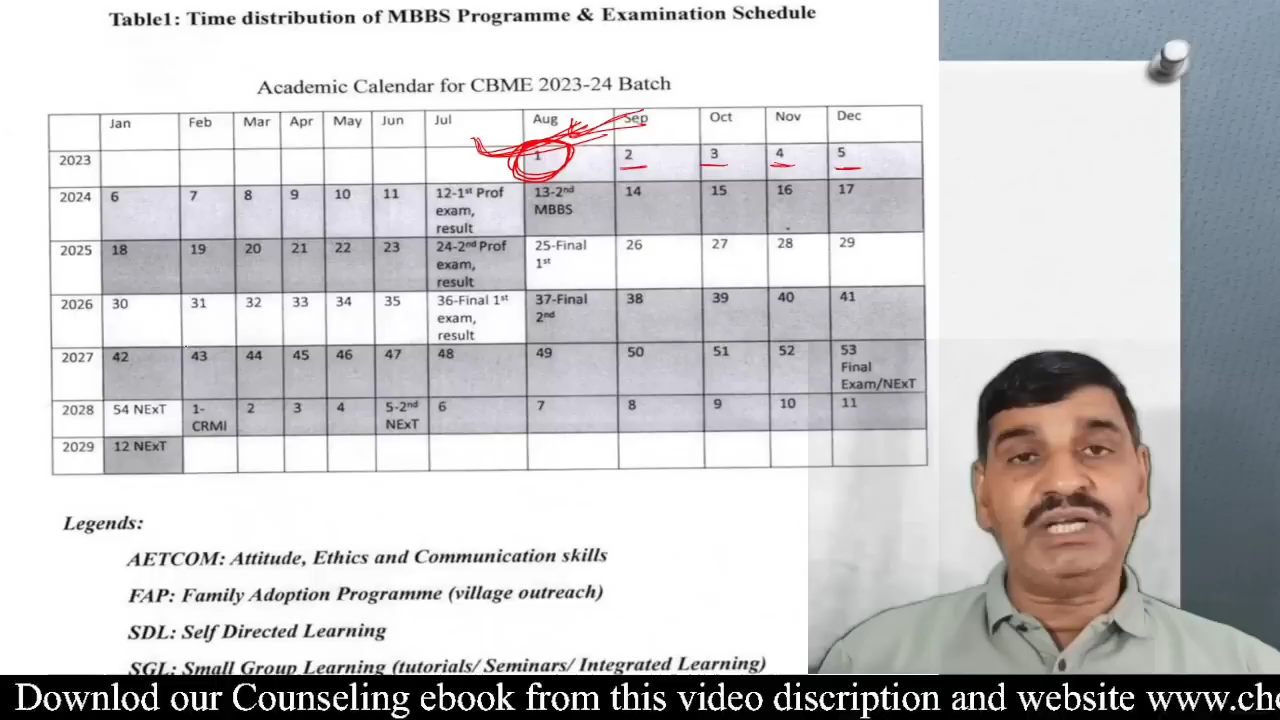 Table1: Time distribution of MBBS Programme & Examination Schedule
Academic Calendar for CBME 2023-24 Batch
Jan Feb Mar Apr May Jun Jul Aug Sep Oct Nov Dec
2023 1 2 3 4 5
2024 6 7 8 9 10 11 12-1st Prof exam, result 13-2nd MBBS 14 15 16 17
2025 18 19 20 21 22 23 24-2nd Prof exam, result 25-Final 1st 26 27 28 29
2026 30 31 32 33 34 35 36-Final 1st exam, result 37-Final 2nd 38 39 40 41
2027 42 43 44 45 46 47 48 49 50 51 52 53 Final Exam/NExT
2028 54 NExT 1-CRMI 2 3 4 5-2nd NExT 6 7 8 9 10 11
2029 12 NExT
Legends:
AETCOM: Attitude, Ethics and Communication skills
FAP: Family Adoption Programme (village outreach)
SDL: Self Directed Learning
SGL: Small Group Learning (tutorials/ Seminars/ Integrated Learning)
Downlod our Counseling ebook from this video discription and website